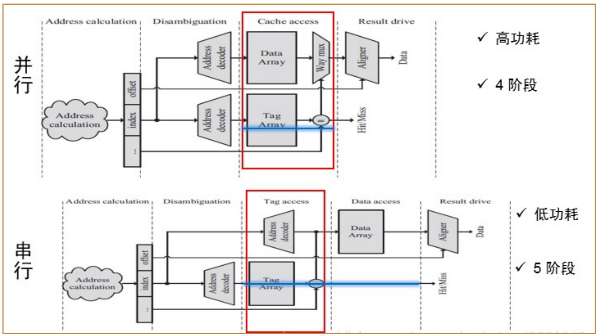 并行
Address calculation
Disambiguation
Cache access
Result drive
Address calculation
offset
index
...
Address decoder
Data Array
Way mux
Aligner
Data
Address decoder
Tag Array
=
Hit/Miss
✓ 高功耗
✓ 4 阶段
串行
Address calculation
Disambiguation
Tag access
Data access
Result drive
Address calculation
offset
index
...
Address decoder
Data Array
Aligner
Data
Address decoder
Tag Array
Hit/Miss
✓ 低功耗
✓ 5 阶段